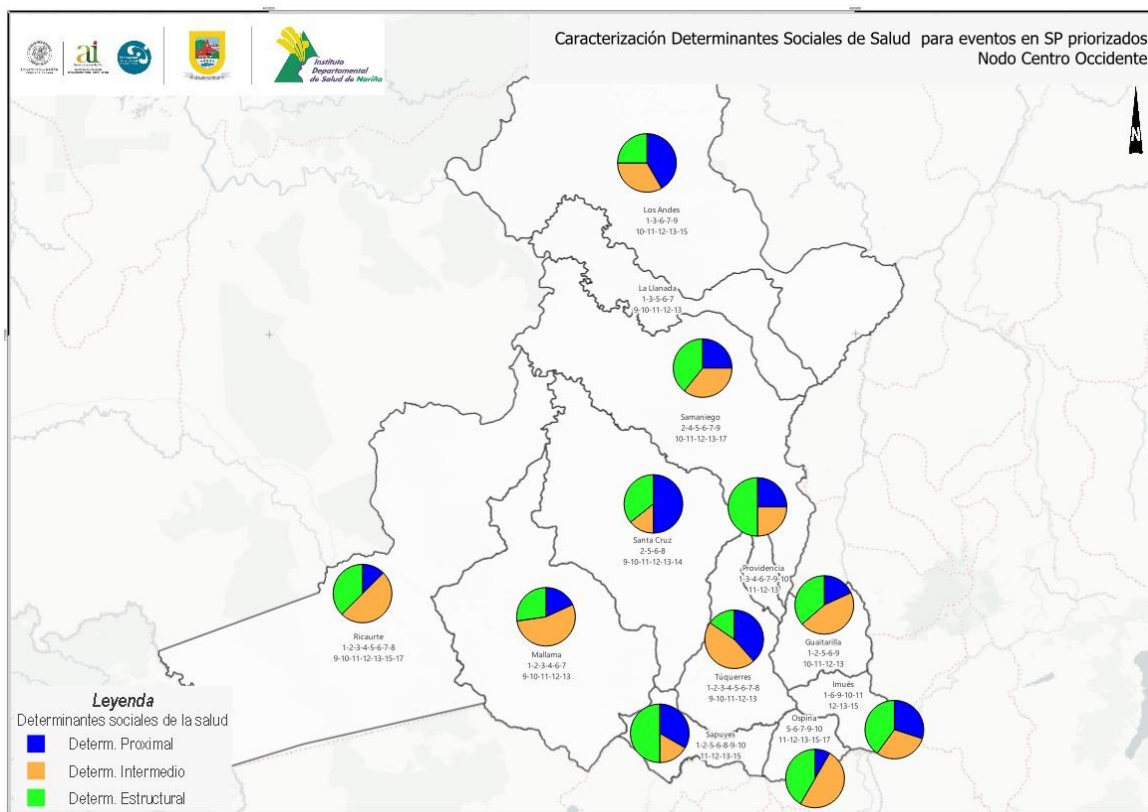 ai
Instituto
Departamental
de Salud de Nariño
Caracterización Determinantes Sociales de Salud para eventos en SP priorizados
Nodo Centro Occidente
N
Los Andes
1-3-6-7-9
10-11-12-13-15
La Llanada
1-3-5-6-7
9-10-11-12-13
Samaniego
2-4-5-6-7-9
10-11-12-13-17
Santa Cruz
2-5-6-8
9-10-11-12-13-14
Providencia
1-3-4-6-7-9-10
11-12-13
Ricaurte
1-2-3-4-5-6-7-8
9-10-11-12-13-15-17
Mallama
1-2-3-4-6-7
9-10-11-12-13
Guaitarilla
1-2-5-6-9
10-11-12-13
Túquerres
1-2-3-4-5-6-7-8
9-10-11-12-13
Imués
1-6-9-10-11
12-13-15
Ospina
5-6-7-9-10
11-12-13-15-17
Sapuyes
1-2-5-6-8-9-10
11-12-13-15
Leyenda
Determinantes sociales de la salud
Determ. Proximal
Determ. Intermedio
Determ. Estructural